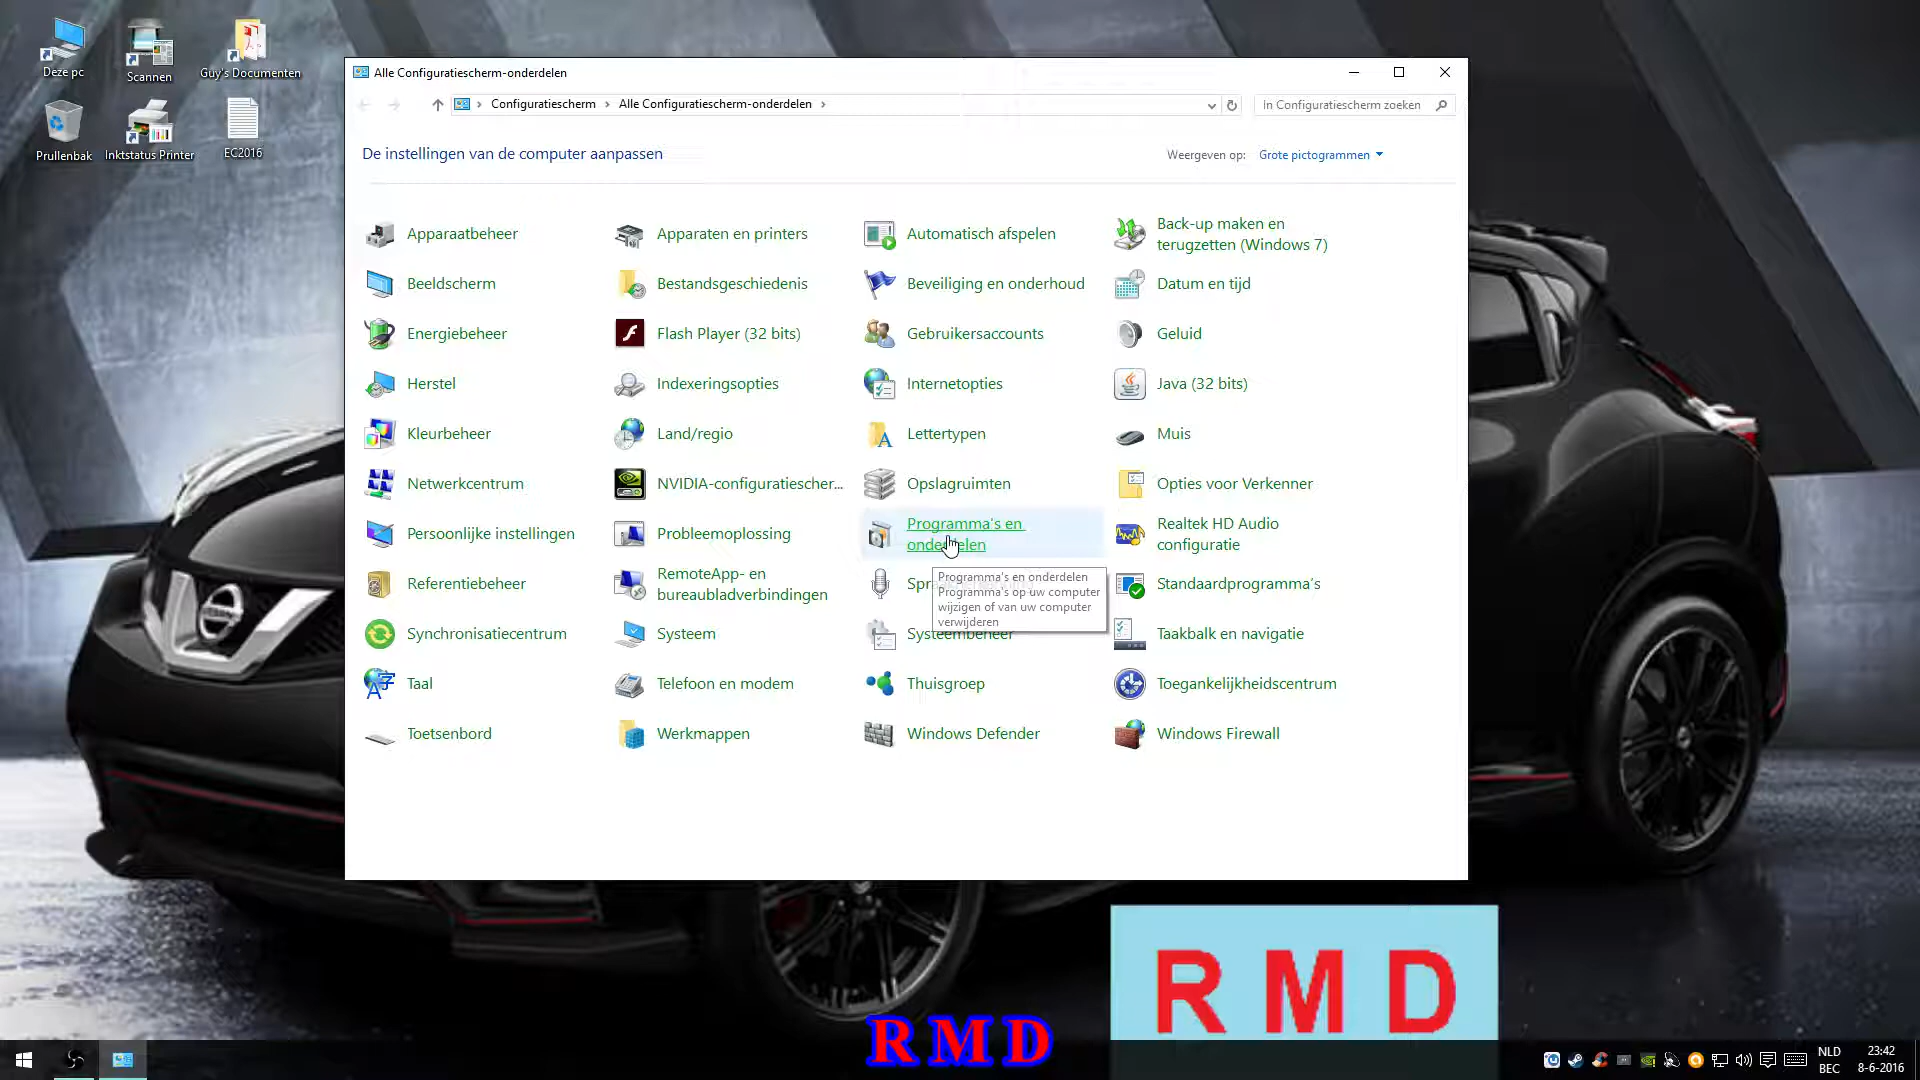 Deze pc
Scannen
Guy's Documenten
Prullenbak
Inktstatus Printer
EC2016
Alle Configuratiescherm-onderdelen
Configuratiescherm
Alle Configuratiescherm-onderdelen
In Configuratiescherm zoeken
De instellingen van de computer aanpassen
Weergeven op:
Grote pictogrammen
Apparaatbeheer
Apparaten en printers
Automatisch afspelen
Back-up maken en
terugzetten (Windows 7)
Beeldscherm
Bestandsgeschiedenis
Beveiliging en onderhoud
Datum en tijd
Energiebeheer
Flash Player (32 bits)
Gebruikersaccounts
Geluid
Herstel
Indexeringsopties
Internetopties
Java (32 bits)
Kleurbeheer
Land/regio
Lettertypen
Muis
Netwerkcentrum
NVIDIA-configuratiescher...
Opslagruimten
Opties voor Verkenner
Persoonlijke instellingen
Probleemoplossing
Programma's en
onderdelen
Realtek HD Audio
configuratie
Referentiebeheer
RemoteApp- en
bureaubladverbindingen
Programma's en onderdelen
Programma's op uw computer
wijzigen of van uw computer
verwijderen
Standaardprogramma's
Synchronisatiecentrum
Systeem
Systeembeheer
Taakbalk en navigatie
Taal
Telefoon en modem
Thuisgroep
Toegankelijkheidscentrum
Toetsenbord
Werkmappen
Windows Defender
Windows Firewall
R M D
R M D
NLD
BEC
23:42
8-6-2016